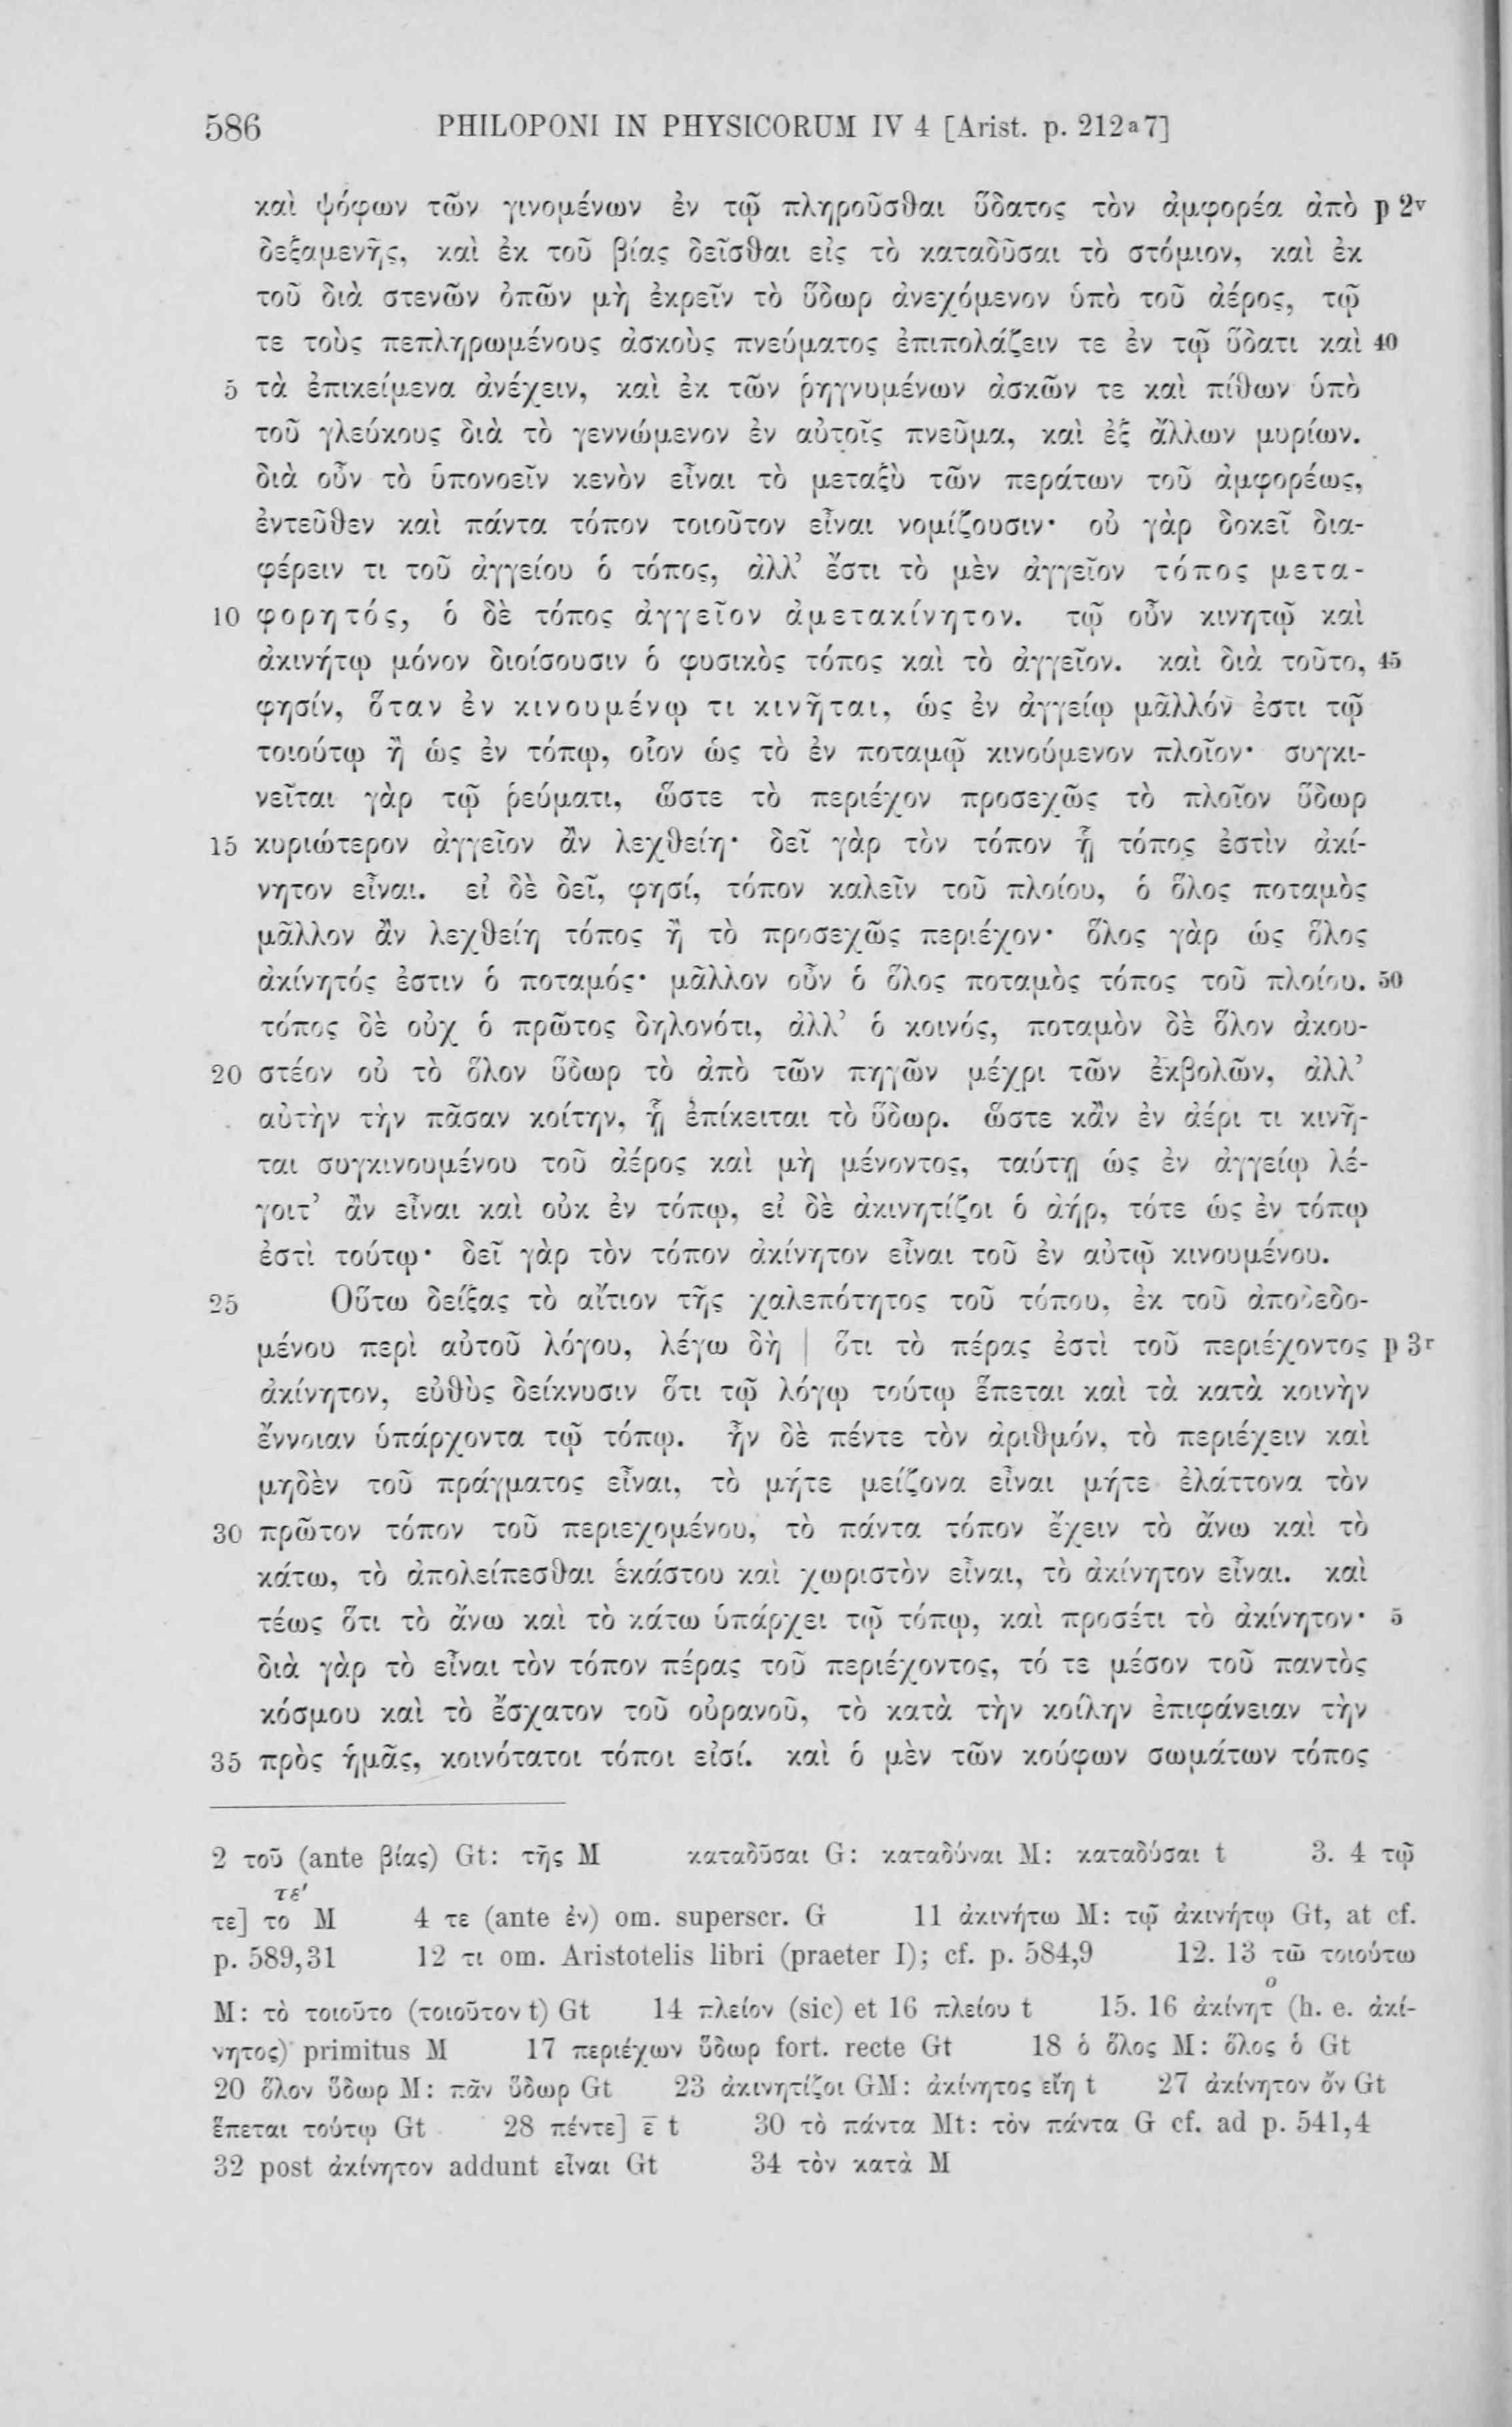 586 PHILOPONI IN PHYSICORUM IV 4 [Arist. p. 212ᵃ7]
καὶ ψόφων τῶν γινομένων ἐν τῷ πληροῦσθαι ὕδατος τὸν ἀμφορέα ἀπὸ p 2ᵛ
δεξαμενῆς, καὶ ἐκ τοῦ βίας δεῖσθαι εἰς τὸ καταδῦσαι τὸ στόμιον, καὶ ἐκ
τοῦ διὰ στενῶν ὀπῶν μὴ ἐκρεῖν τὸ ὕδωρ ἀνεχόμενον ὑπὸ τοῦ ἀέρος, τῷ
τε τοὺς πεπληρωμένους ἀσκοὺς πνεύματος ἐπιπολάζειν τε ἐν τῷ ὕδατι καὶ 40
5 τὰ ἐπικείμενα ἀνέχειν, καὶ ἐκ τῶν ῥηγνυμένων ἀσκῶν τε καὶ πίθων ὑπὸ
τοῦ γλεύκους διὰ τὸ γεννώμενον ἐν αὐτοῖς πνεῦμα, καὶ ἐξ ἄλλων μυρίων.
διὰ οὖν τὸ ὑπονοεῖν κενὸν εἶναι τὸ μεταξὺ τῶν περάτων τοῦ ἀμφορέως,
ἐντεῦθεν καὶ πάντα τόπον τοιοῦτον εἶναι νομίζουσιν· οὐ γὰρ δοκεῖ δια-
φέρειν τι τοῦ ἀγγείου ὁ τόπος, ἀλλ’ ἔστι τὸ μὲν ἀγγεῖον τόπος μετα-
10 φορητός, ὁ δὲ τόπος ἀγγεῖον ἀμετακίνητον. τῷ οὖν κινητῷ καὶ
ἀκινήτῳ μόνον διοίσουσιν ὁ φυσικὸς τόπος καὶ τὸ ἀγγεῖον. καὶ διὰ τοῦτο, 45
φησίν, ὅταν ἐν κινουμένῳ τι κινῆται, ὡς ἐν ἀγγείῳ μᾶλλόν ἐστι τῷ
τοιούτῳ ἢ ὡς ἐν τόπῳ, οἷον ὡς τὸ ἐν ποταμῷ κινούμενον πλοῖον· συγκι-
νεῖται γὰρ τῷ ῥεύματι, ὥστε τὸ περιέχον προσεχῶς τὸ πλοῖον ὕδωρ
15 κυριώτερον ἀγγεῖον ἂν λεχθείη· δεῖ γὰρ τὸν τόπον ᾗ τόπος ἐστὶν ἀκί-
νητον εἶναι. εἰ δὲ δεῖ, φησί, τόπον καλεῖν τοῦ πλοίου, ὁ ὅλος ποταμὸς
μᾶλλον ἂν λεχθείη τόπος ἢ τὸ προσεχῶς περιέχον· ὅλος γὰρ ὡς ὅλος
ἀκίνητός ἐστιν ὁ ποταμός· μᾶλλον οὖν ὁ ὅλος ποταμὸς τόπος τοῦ πλοίου. 50
τόπος δὲ οὐχ ὁ πρῶτος δηλονότι, ἀλλ’ ὁ κοινός, ποταμὸν δὲ ὅλον ἀκου-
20 στέον οὐ τὸ ὅλον ὕδωρ τὸ ἀπὸ τῶν πηγῶν μέχρι τῶν ἐκβολῶν, ἀλλ’
αὐτὴν τὴν πᾶσαν κοίτην, ᾗ ἐπίκειται τὸ ὕδωρ. ὥστε κἂν ἐν ἀέρι τι κινῆ-
ται συγκινουμένου τοῦ ἀέρος καὶ μὴ μένοντος, ταύτῃ ὡς ἐν ἀγγείῳ λέ-
γοιτ’ ἂν εἶναι καὶ οὐκ ἐν τόπῳ, εἰ δὲ ἀκινητίζοι ὁ ἀήρ, τότε ὡς ἐν τόπῳ
ἐστὶ τούτῳ· δεῖ γὰρ τὸν τόπον ἀκίνητον εἶναι τοῦ ἐν αὐτῷ κινουμένου.
25 Οὕτω δείξας τὸ αἴτιον τῆς χαλεπότητος τοῦ τόπου, ἐκ τοῦ ἀποδεδο-
μένου περὶ αὐτοῦ λόγου, λέγω δὴ | ὅτι τὸ πέρας ἐστὶ τοῦ περιέχοντος p 3ʳ
ἀκίνητον, εὐθὺς δείκνυσιν ὅτι τῷ λόγῳ τούτῳ ἕπεται καὶ τὰ κατὰ κοινὴν
ἔννοιαν ὑπάρχοντα τῷ τόπῳ. ἦν δὲ πέντε τὸν ἀριθμόν, τὸ περιέχειν καὶ
μηδὲν τοῦ πράγματος εἶναι, τὸ μήτε μείζονα εἶναι μήτε ἐλάττονα τὸν
30 πρῶτον τόπον τοῦ περιεχομένου, τὸ πάντα τόπον ἔχειν τὸ ἄνω καὶ τὸ
κάτω, τὸ ἀπολείπεσθαι ἑκάστου καὶ χωριστὸν εἶναι, τὸ ἀκίνητον εἶναι. καὶ
τέως ὅτι τὸ ἄνω καὶ τὸ κάτω ὑπάρχει τῷ τόπῳ, καὶ προσέτι τὸ ἀκίνητον· 5
διὰ γὰρ τὸ εἶναι τὸν τόπον πέρας τοῦ περιέχοντος, τό τε μέσον τοῦ παντὸς
κόσμου καὶ τὸ ἔσχατον τοῦ οὐρανοῦ, τὸ κατὰ τὴν κοίλην ἐπιφάνειαν τὴν
35 πρὸς ἡμᾶς, κοινότατοι τόποι εἰσί. καὶ ὁ μὲν τῶν κούφων σωμάτων τόπος
2 τοῦ (ante βίας) Gt: τῆς M καταδῦσαι G: καταδύναι M: καταδύσαι t 3. 4 τῷ
τε'
τε] το M 4 τε (ante ἐν) om. superscr. G 11 ἀκινήτω M: τῷ ἀκινήτῳ Gt, at cf.
p. 589,31 12 τι om. Aristotelis libri (praeter I); cf. p. 584,9 12. 13 τῶ τοιούτω
ο
M: τὸ τοιοῦτο (τοιοῦτον t) Gt 14 πλείον (sic) et 16 πλείου t 15. 16 ἀκίνητ (h. e. ἀκί-
νητος) primitus M 17 περιέχων ὕδωρ fort. recte Gt 18 ὁ ὅλος M: ὅλος ὁ Gt
20 ὅλον ὕδωρ M: πᾶν ὕδωρ Gt 23 ἀκινητίζοι GM: ἀκίνητος εἴη t 27 ἀκίνητον ὄν Gt
ἕπεται τούτῳ Gt 28 πέντε] ε̄ t 30 τὸ πάντα Mt: τὸν πάντα G cf. ad p. 541,4
32 post ἀκίνητον addunt εἶναι Gt 34 τὸν κατὰ M